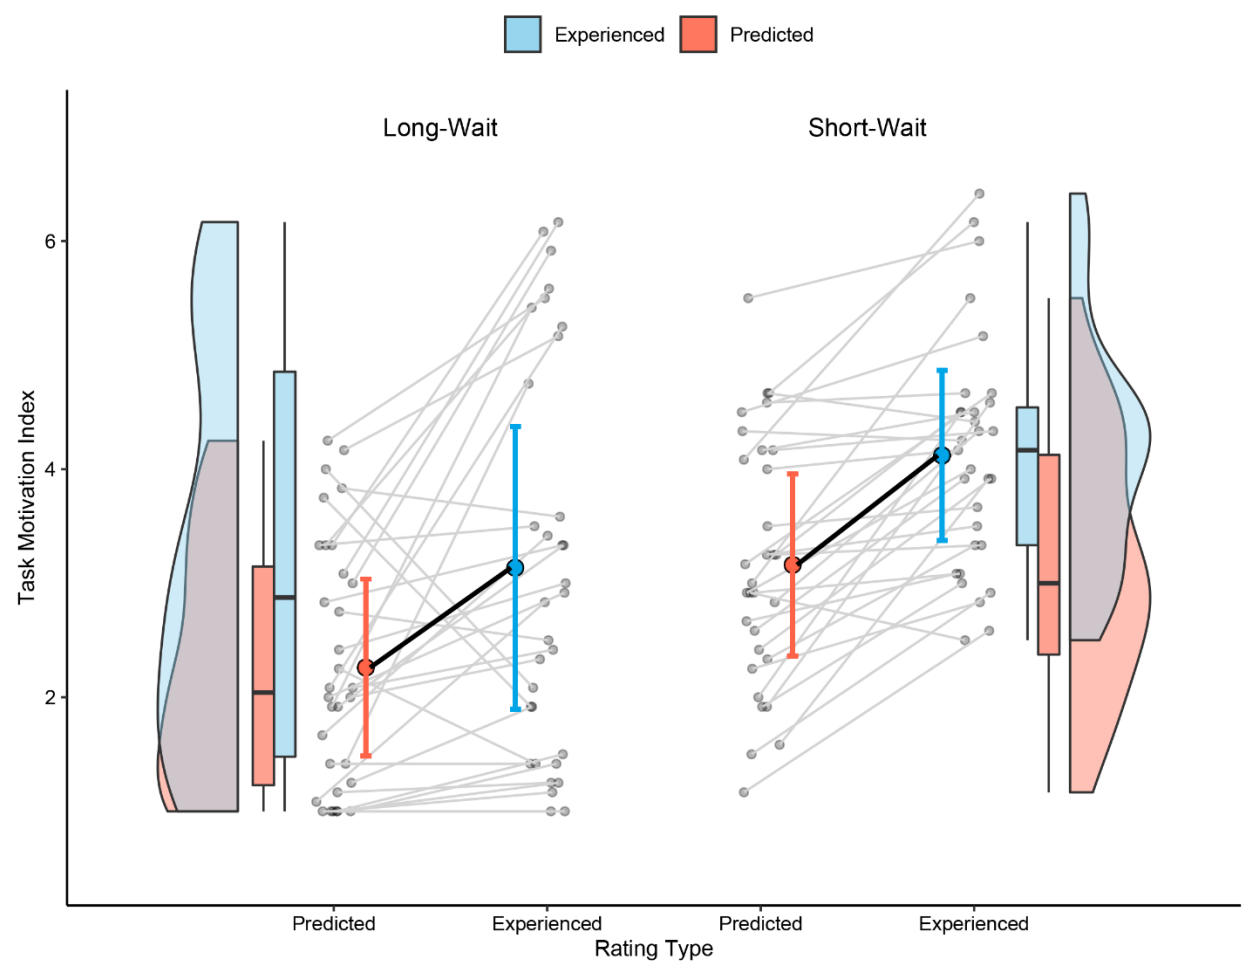 Experienced Predicted
Long-Wait Short-Wait
6
4
2
Task Motivation Index
Predicted Experienced Predicted Experienced
Rating Type